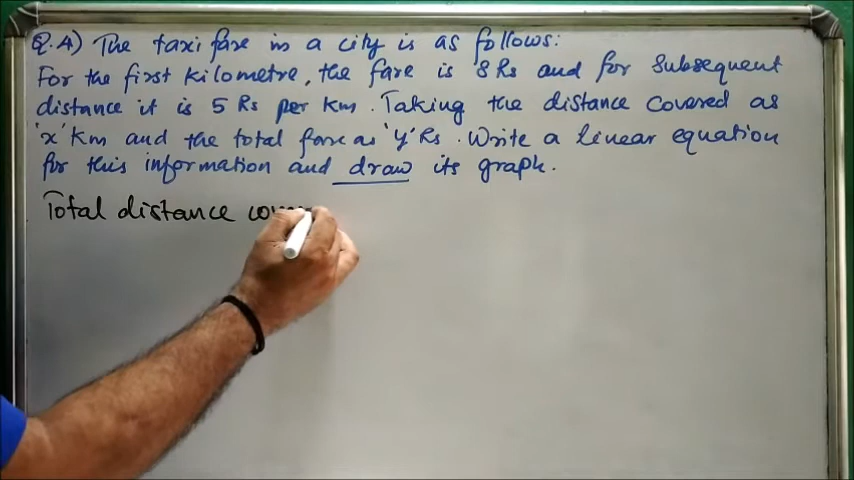 Q.4) The taxi fare in a city is as follows:
For the first kilometre, the fare is 8 Rs and for Subsequent
distance it is 5 Rs per Km. Taking the distance covered as
'x' Km and the total fare as 'y' Rs. Write a linear equation
for this information and draw its graph.
Total distance